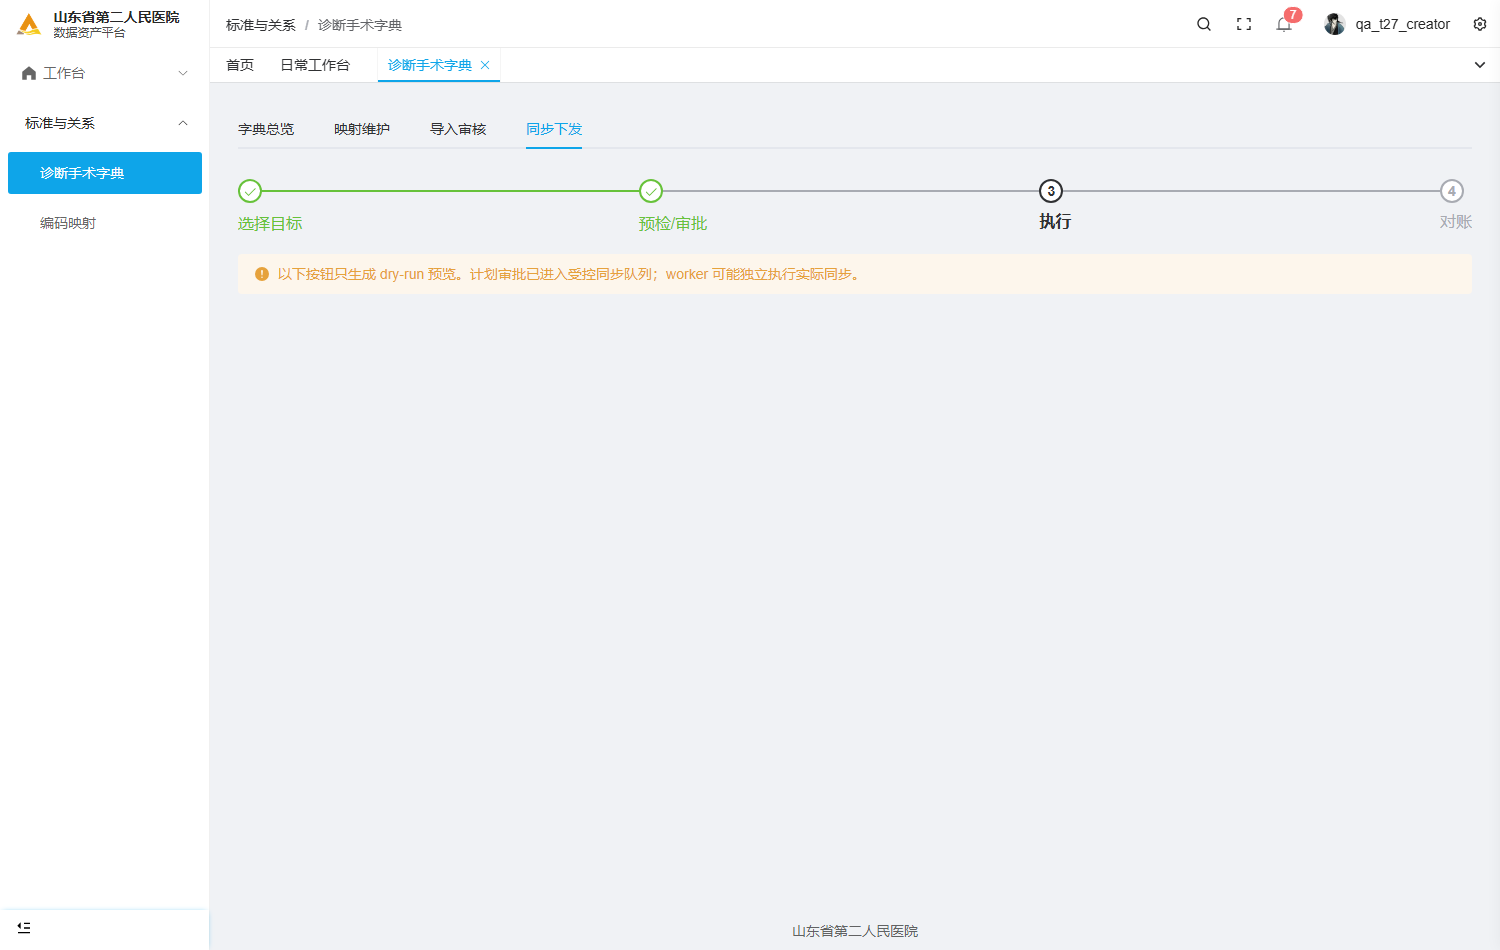 山东省第二人民医院
数据资产平台
工作台
标准与关系
诊断手术字典
编码映射
标准与关系 / 诊断手术字典
7
qa_t27_creator
首页
日常工作台
诊断手术字典
字典总览
映射维护
导入审核
同步下发
选择目标
预检/审批
3
执行
4
对账
以下按钮只生成 dry-run 预览。计划审批已进入受控同步队列；worker 可能独立执行实际同步。
山东省第二人民医院